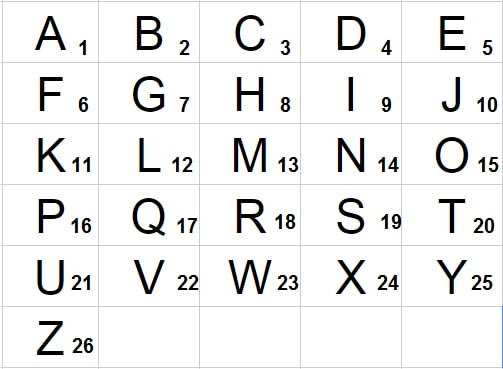 A 1 B 2 C 3 D 4 E 5
F 6 G 7 H 8 I 9 J 10
K 11 L 12 M 13 N 14 O 15
P 16 Q 17 R 18 S 19 T 20
U 21 V 22 W 23 X 24 Y 25
Z 26